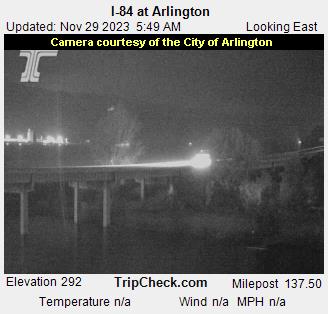 I-84 at Arlington
Updated: Nov 29 2023 5:49 AM Looking East
Camera courtesy of the City of Arlington
Elevation 292 TripCheck.com Milepost 137.50
Temperature n/a Wind n/a MPH n/a